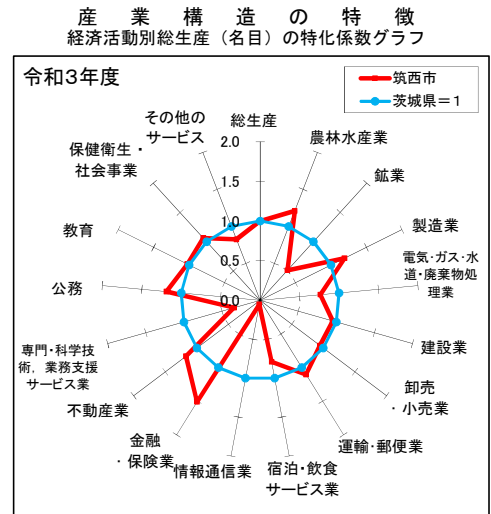 産業構造の特徴
経済活動別総生産（名目）の特化係数グラフ
令和3年度
筑西市
茨城県＝1
総生産
農林水産業
鉱業
製造業
電気・ガス・水
道・廃棄物処
理業
建設業
卸売
・小売業
運輸・郵便業
宿泊・飲食
サービス業
情報通信業
金融
・保険業
不動産業
専門・科学技
術，業務支援
サービス業
公務
教育
保健衛生・
社会事業
その他の
サービス
2.0
1.5
1.0
0.5
0.0